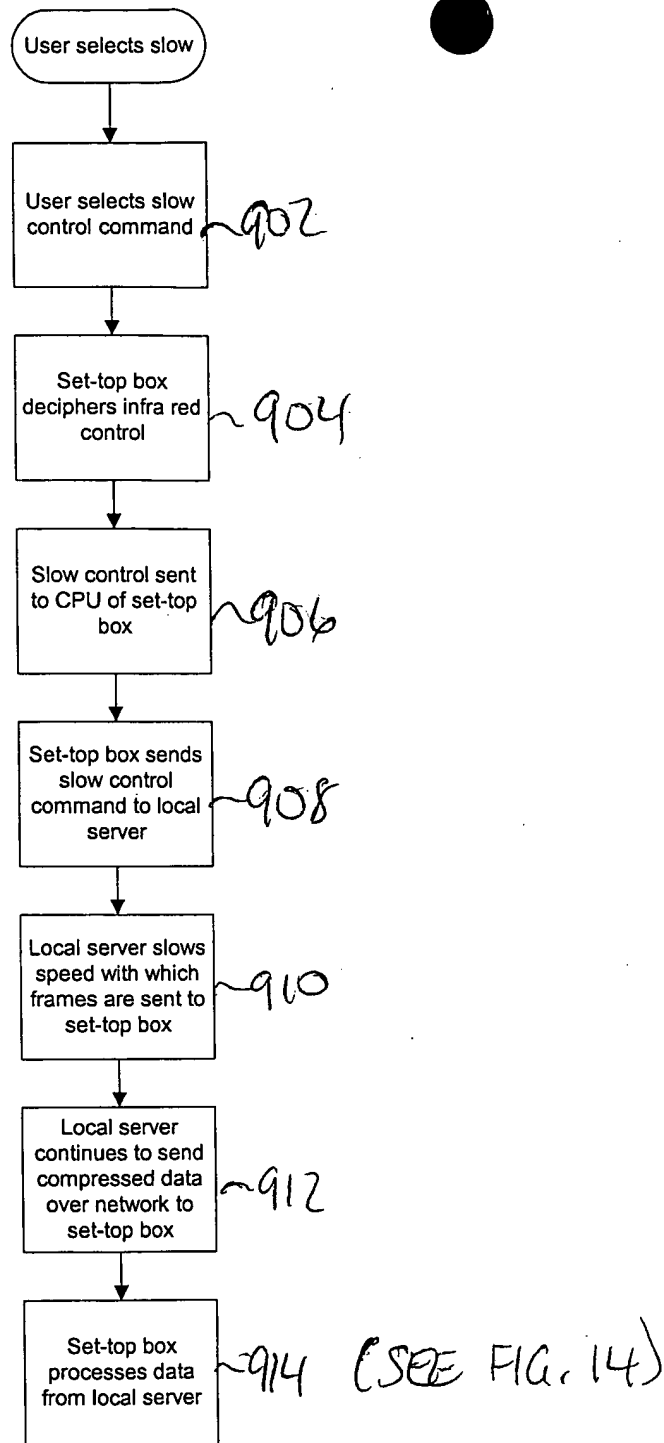 User selects slow
User selects slow
control command
902
Set-top box
deciphers infra red
control
904
Slow control sent
to CPU of set-top
box
906
Set-top box sends
slow control
command to local
server
908
Local server slows
speed with which
frames are sent to
set-top box
910
Local server
continues to send
compressed data
over network to
set-top box
912
Set-top box
processes data
from local server
914 (SEE FIG. 14)